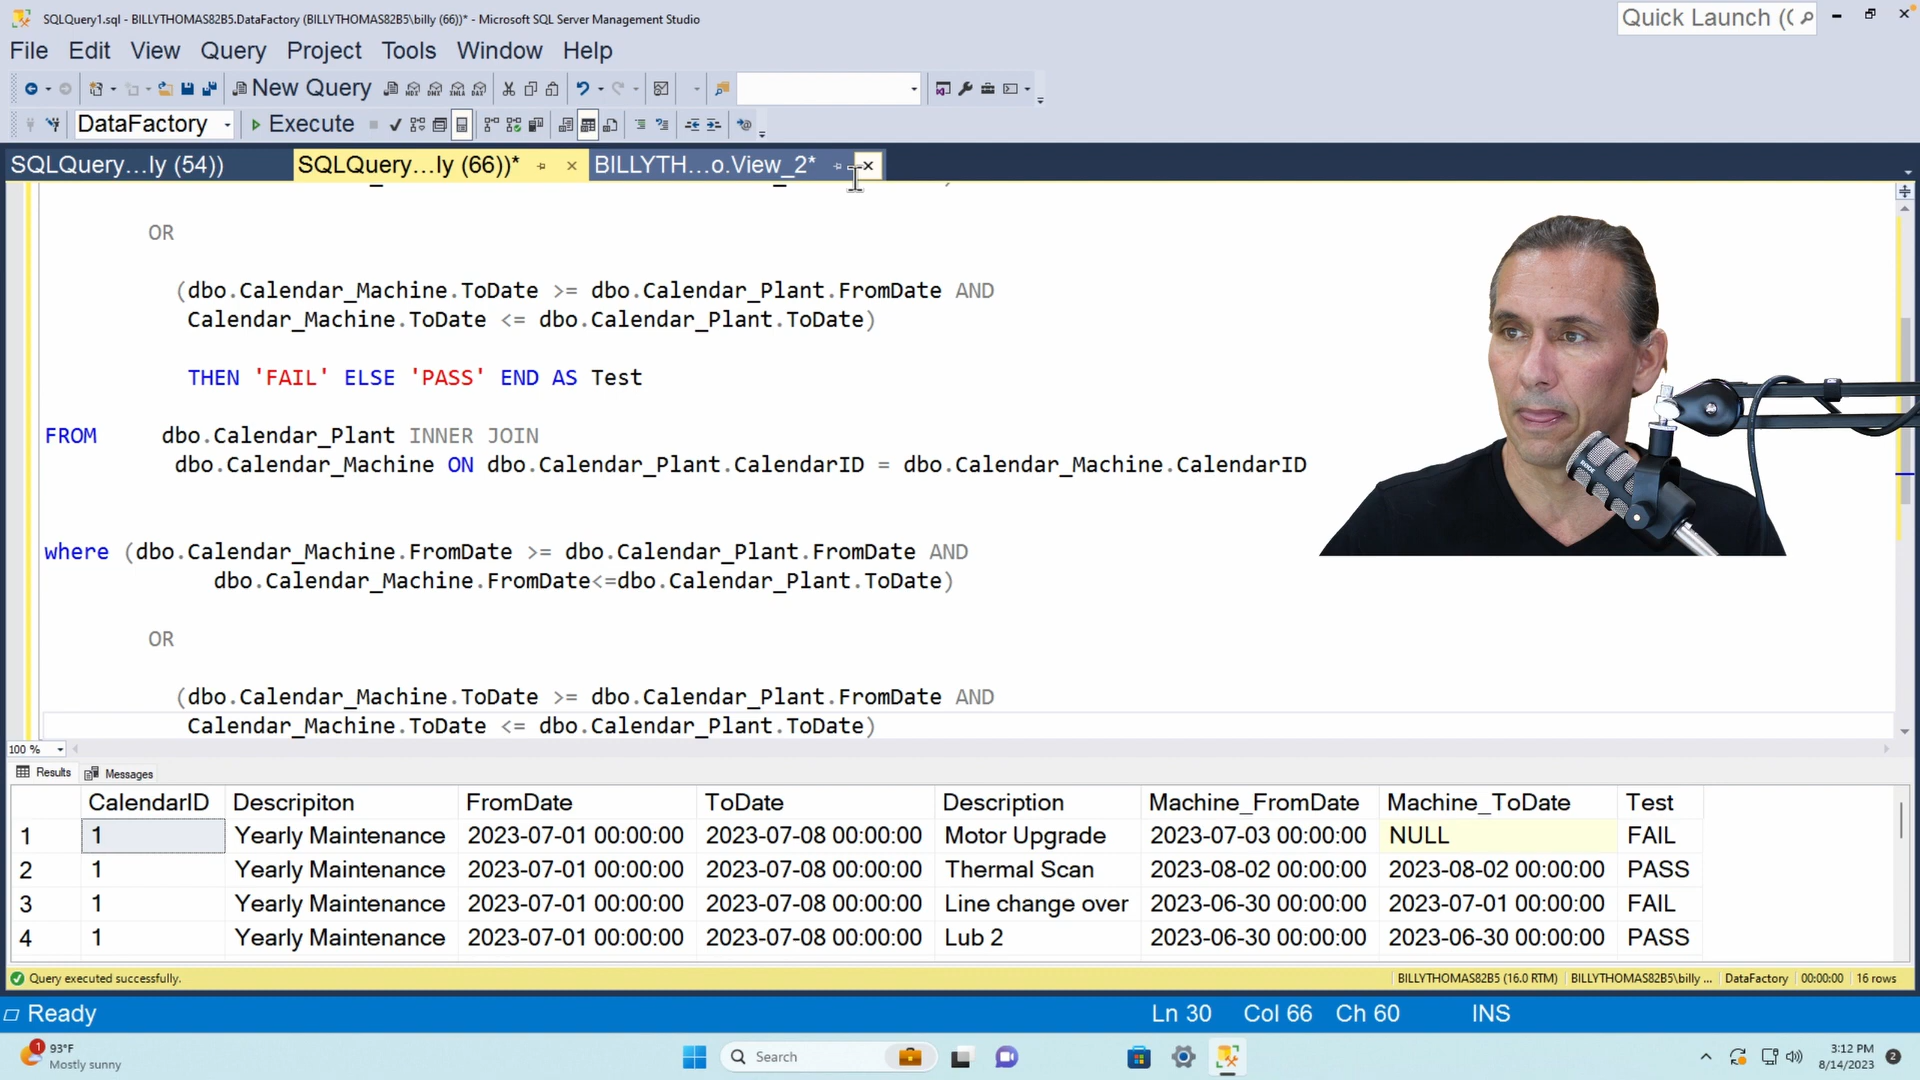 SQLQuery1.sql - BILLYTHOMAS82B5.DataFactory (BILLYTHOMAS82B5\billy (66))* - Microsoft SQL Server Management Studio
Quick Launch (
File Edit View Query Project Tools Window Help
New Query
DataFactory Execute
SQLQuery...ly (54)) SQLQuery...ly (66))* BILLYTH...o.View_2*
OR
(dbo.Calendar_Machine.ToDate >= dbo.Calendar_Plant.FromDate AND
Calendar_Machine.ToDate <= dbo.Calendar_Plant.ToDate)
THEN 'FAIL' ELSE 'PASS' END AS Test
FROM dbo.Calendar_Plant INNER JOIN
dbo.Calendar_Machine ON dbo.Calendar_Plant.CalendarID = dbo.Calendar_Machine.CalendarID
where (dbo.Calendar_Machine.FromDate >= dbo.Calendar_Plant.FromDate AND
dbo.Calendar_Machine.FromDate<=dbo.Calendar_Plant.ToDate)
OR
(dbo.Calendar_Machine.ToDate >= dbo.Calendar_Plant.FromDate AND
Calendar_Machine.ToDate <= dbo.Calendar_Plant.ToDate)
100 %
Results Messages
CalendarID Descripiton FromDate ToDate Description Machine_FromDate Machine_ToDate Test
1 1 Yearly Maintenance 2023-07-01 00:00:00 2023-07-08 00:00:00 Motor Upgrade 2023-07-03 00:00:00 NULL FAIL
2 1 Yearly Maintenance 2023-07-01 00:00:00 2023-07-08 00:00:00 Thermal Scan 2023-08-02 00:00:00 2023-08-02 00:00:00 PASS
3 1 Yearly Maintenance 2023-07-01 00:00:00 2023-07-08 00:00:00 Line change over 2023-06-30 00:00:00 2023-07-01 00:00:00 FAIL
4 1 Yearly Maintenance 2023-07-01 00:00:00 2023-07-08 00:00:00 Lub 2 2023-06-30 00:00:00 2023-06-30 00:00:00 PASS
Query executed successfully. BILLYTHOMAS82B5 (16.0 RTM) BILLYTHOMAS82B5\billy ... DataFactory 00:00:00 16 rows
Ready Ln 30 Col 66 Ch 60 INS
1 93°F
Mostly sunny
Search
3:12 PM
8/14/2023
2